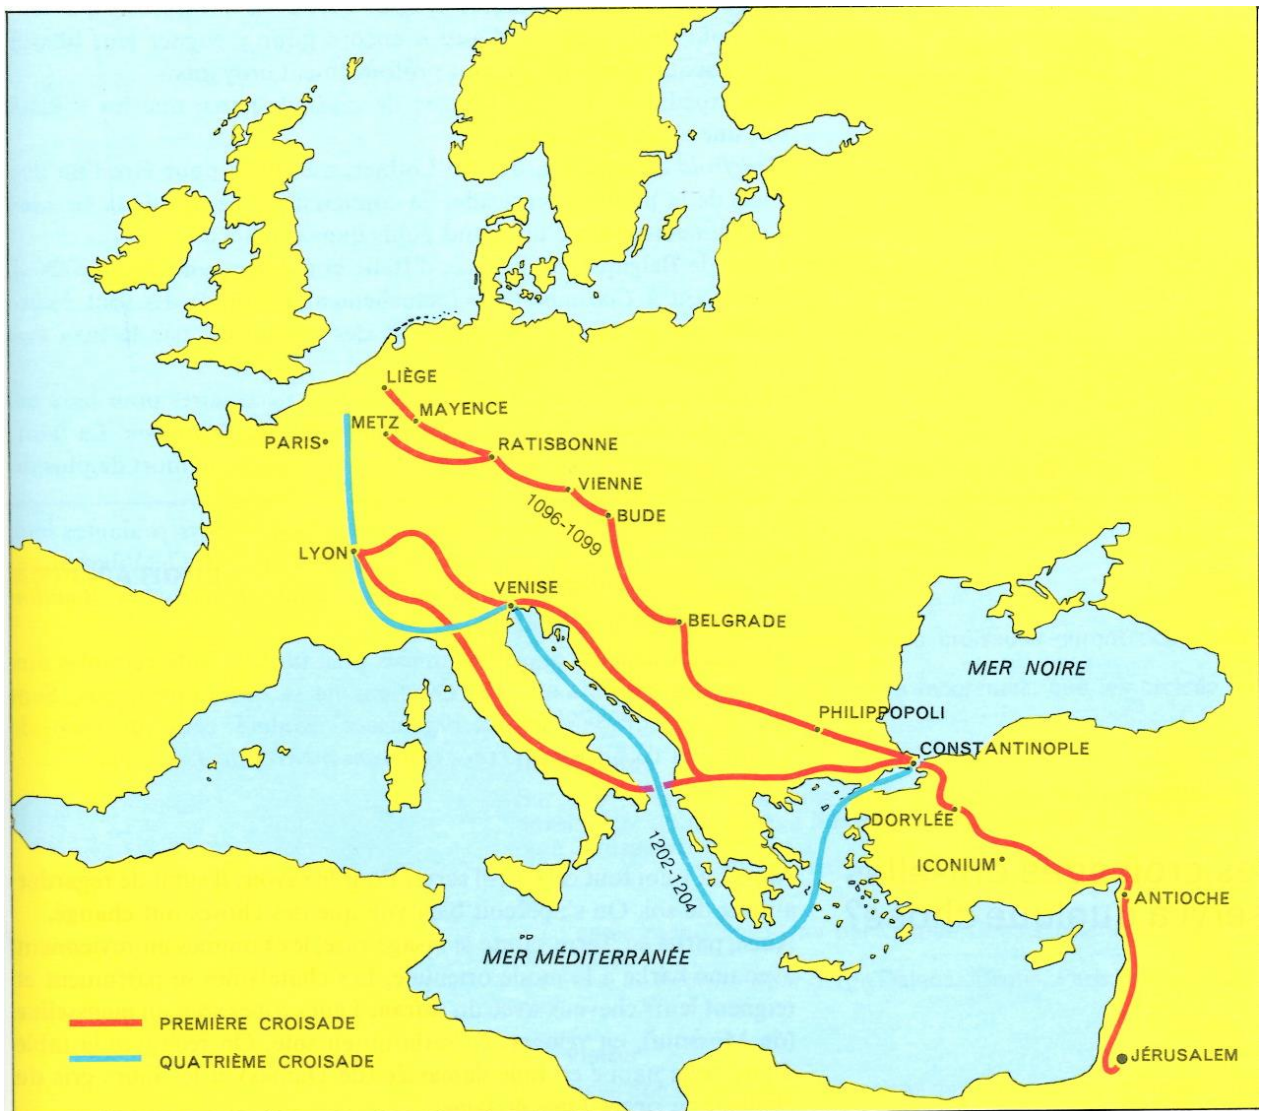 LIÈGE
MAYENCE
METZ
PARIS
RATISBONNE
VIENNE
1096-1099
BUDE
LYON
VENISE
BELGRADE
MER NOIRE
PHILIPPOPOLI
CONSTANTINOPLE
DORYLÉE
1202-1204
ICONIUM
ANTIOCHE
MER MÉDITERRANÉE
PREMIÈRE CROISADE
QUATRIÈME CROISADE
JÉRUSALEM